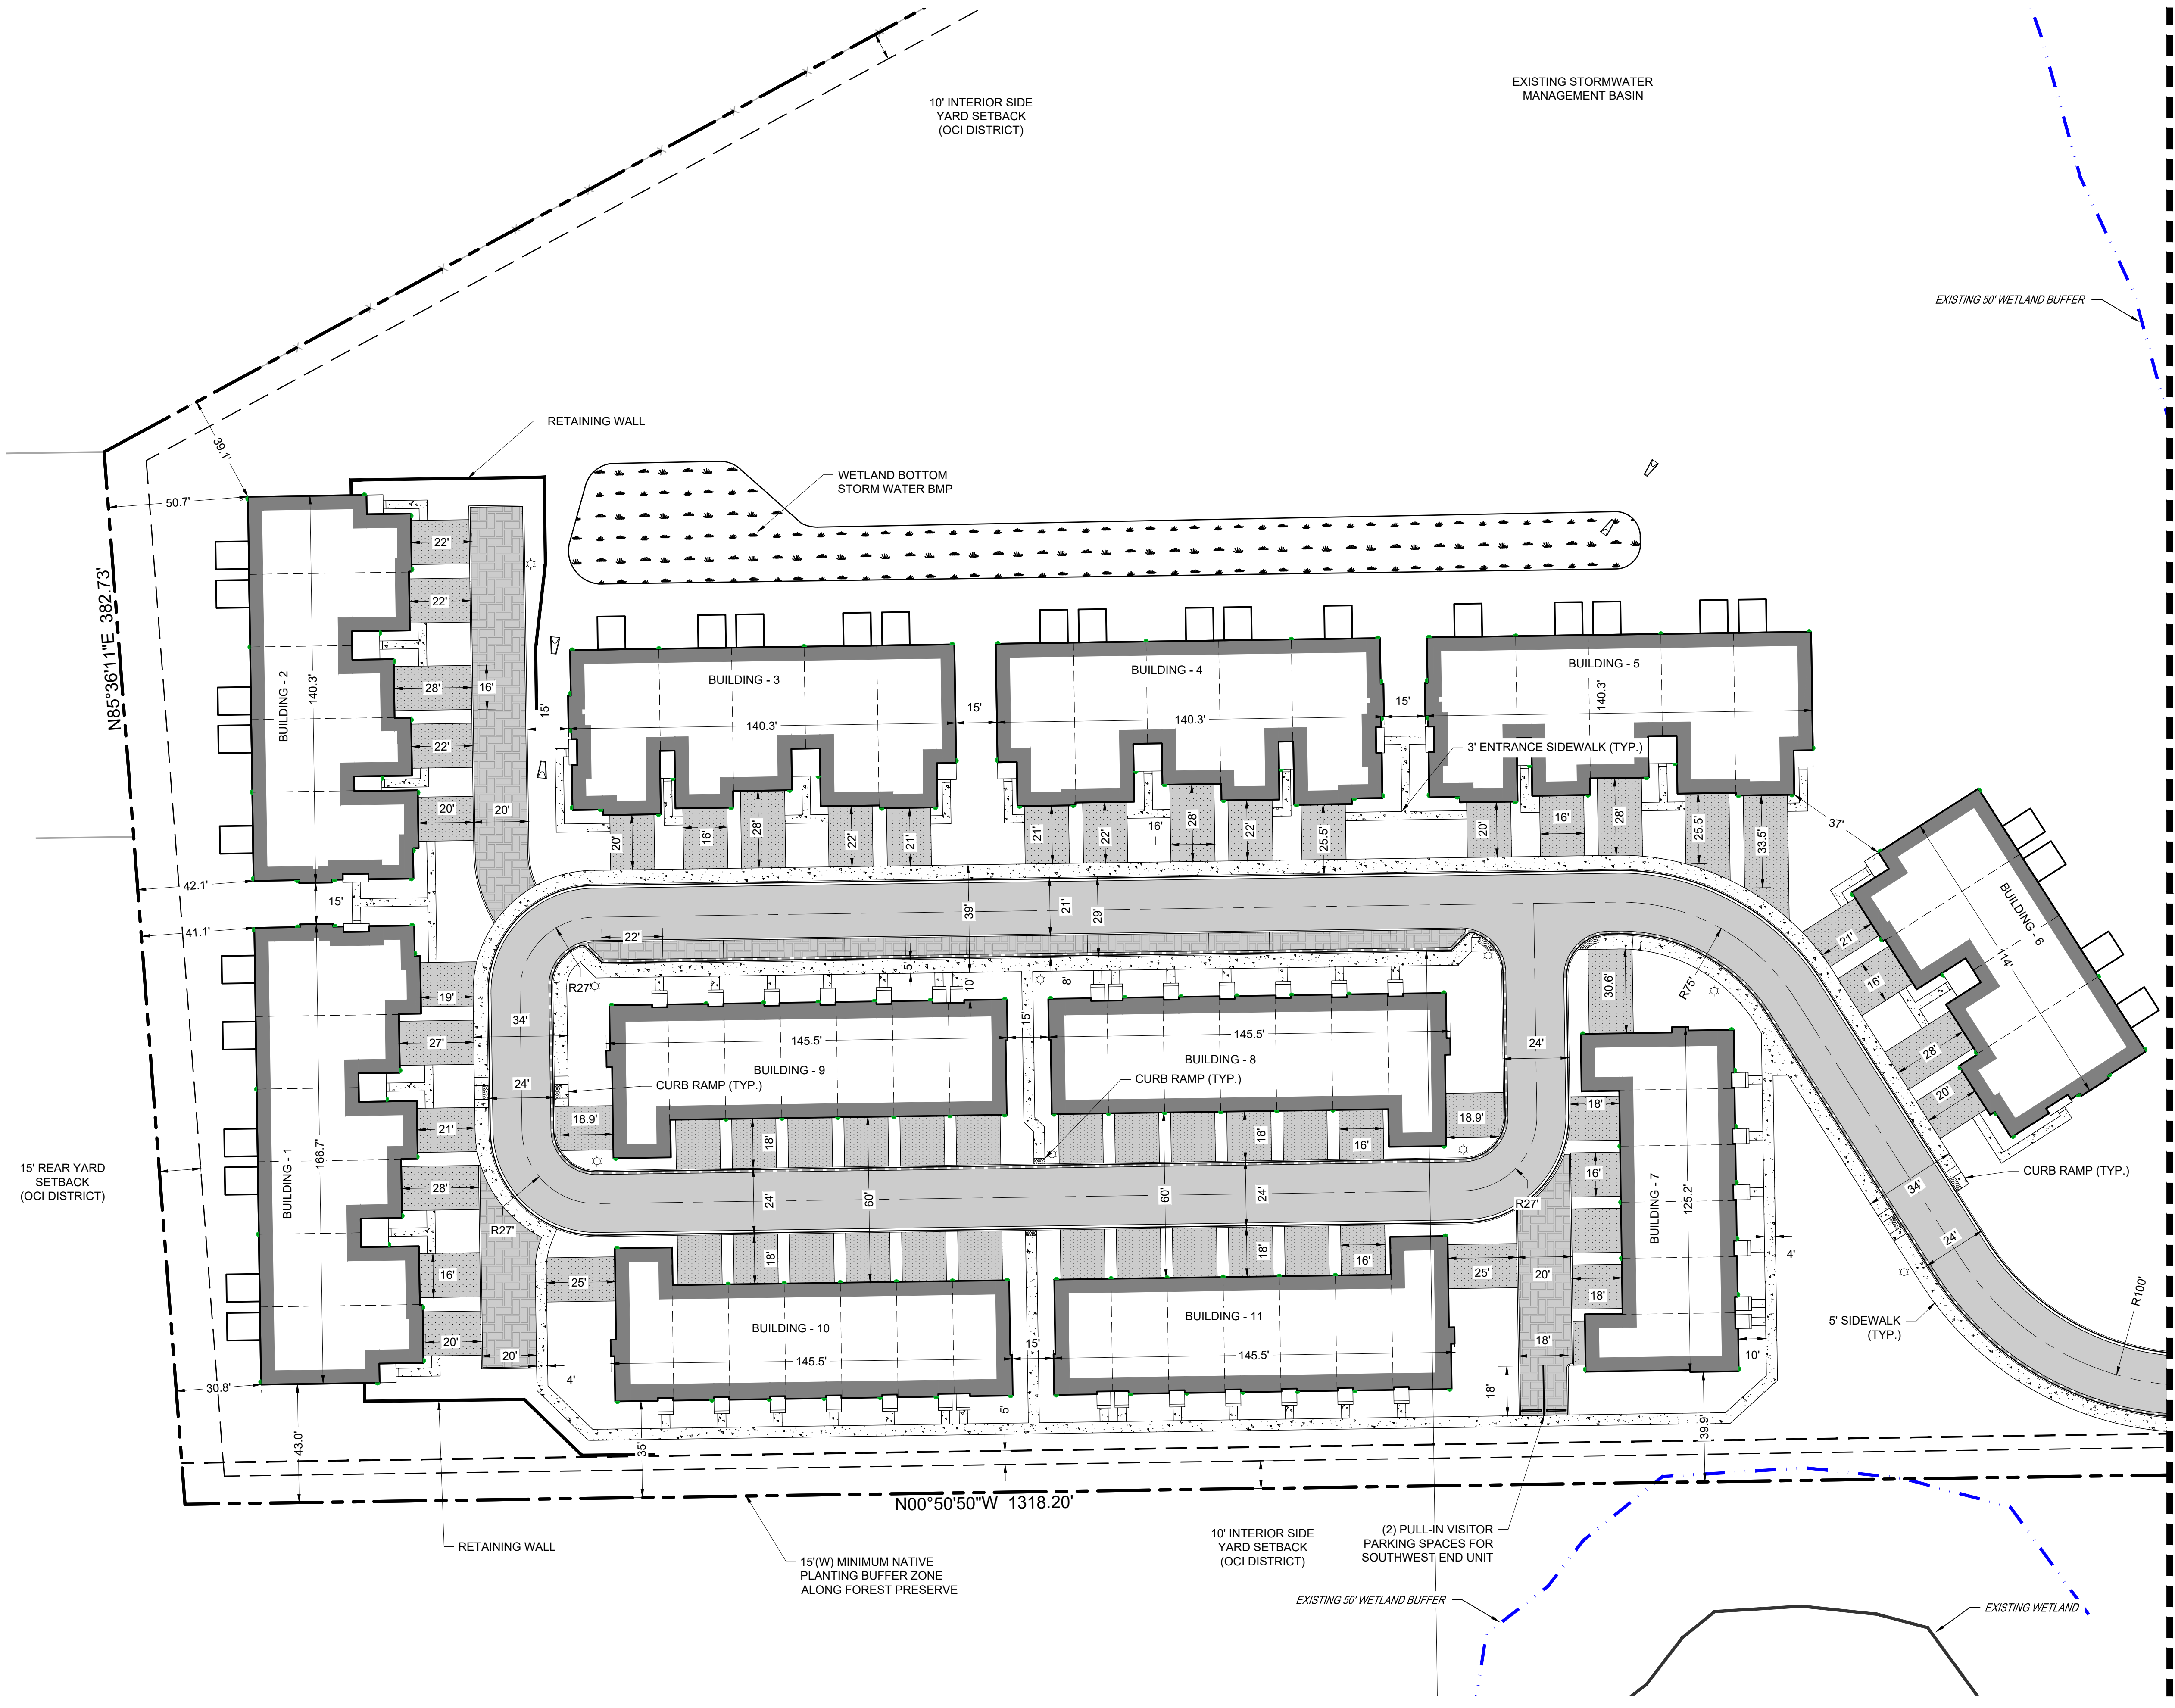 10' INTERIOR SIDE
YARD SETBACK
(OCI DISTRICT)
EXISTING STORMWATER
MANAGEMENT BASIN
EXISTING 50' WETLAND BUFFER
RETAINING WALL
WETLAND BOTTOM
STORM WATER BMP
39.1'
50.7'
N85°36'11"E 382.73'
22'
22'
28'
16'
22'
20'
20'
BUILDING - 2
140.3'
42.1'
15'
41.1'
15'
BUILDING - 3
140.3'
15'
BUILDING - 4
140.3'
15'
BUILDING - 5
140.3'
3' ENTRANCE SIDEWALK (TYP.)
20'
16'
28'
22'
21'
21'
22'
16'
28'
22'
25.5'
20'
16'
28'
25.5'
33.5'
37'
BUILDING - 6
114'
21'
16'
28'
20'
22'
39'
21'
29'
5'
10'
8'
R27'
34'
24'
19'
27'
21'
28'
16'
20'
20'
BUILDING - 1
166.7'
15' REAR YARD
SETBACK
(OCI DISTRICT)
145.5'
BUILDING - 9
CURB RAMP (TYP.)
18.9'
15'
145.5'
BUILDING - 8
CURB RAMP (TYP.)
18.9'
24'
30.6'
R75'
18'
16'
18'
BUILDING - 7
125.2'
CURB RAMP (TYP.)
34'
24'
4'
R100'
5' SIDEWALK
(TYP.)
10'
18'
24'
60'
18'
60'
24'
18'
16'
18'
16'
R27'
R27'
25'
BUILDING - 10
145.5'
15'
BUILDING - 11
145.5'
25'
20'
18'
18'
4'
5'
30.8'
43.0'
35'
39.9'
N00°50'50"W 1318.20'
RETAINING WALL
15'(W) MINIMUM NATIVE
PLANTING BUFFER ZONE
ALONG FOREST PRESERVE
10' INTERIOR SIDE
YARD SETBACK
(OCI DISTRICT)
(2) PULL-IN VISITOR
PARKING SPACES FOR
SOUTHWEST END UNIT
EXISTING 50' WETLAND BUFFER
EXISTING WETLAND